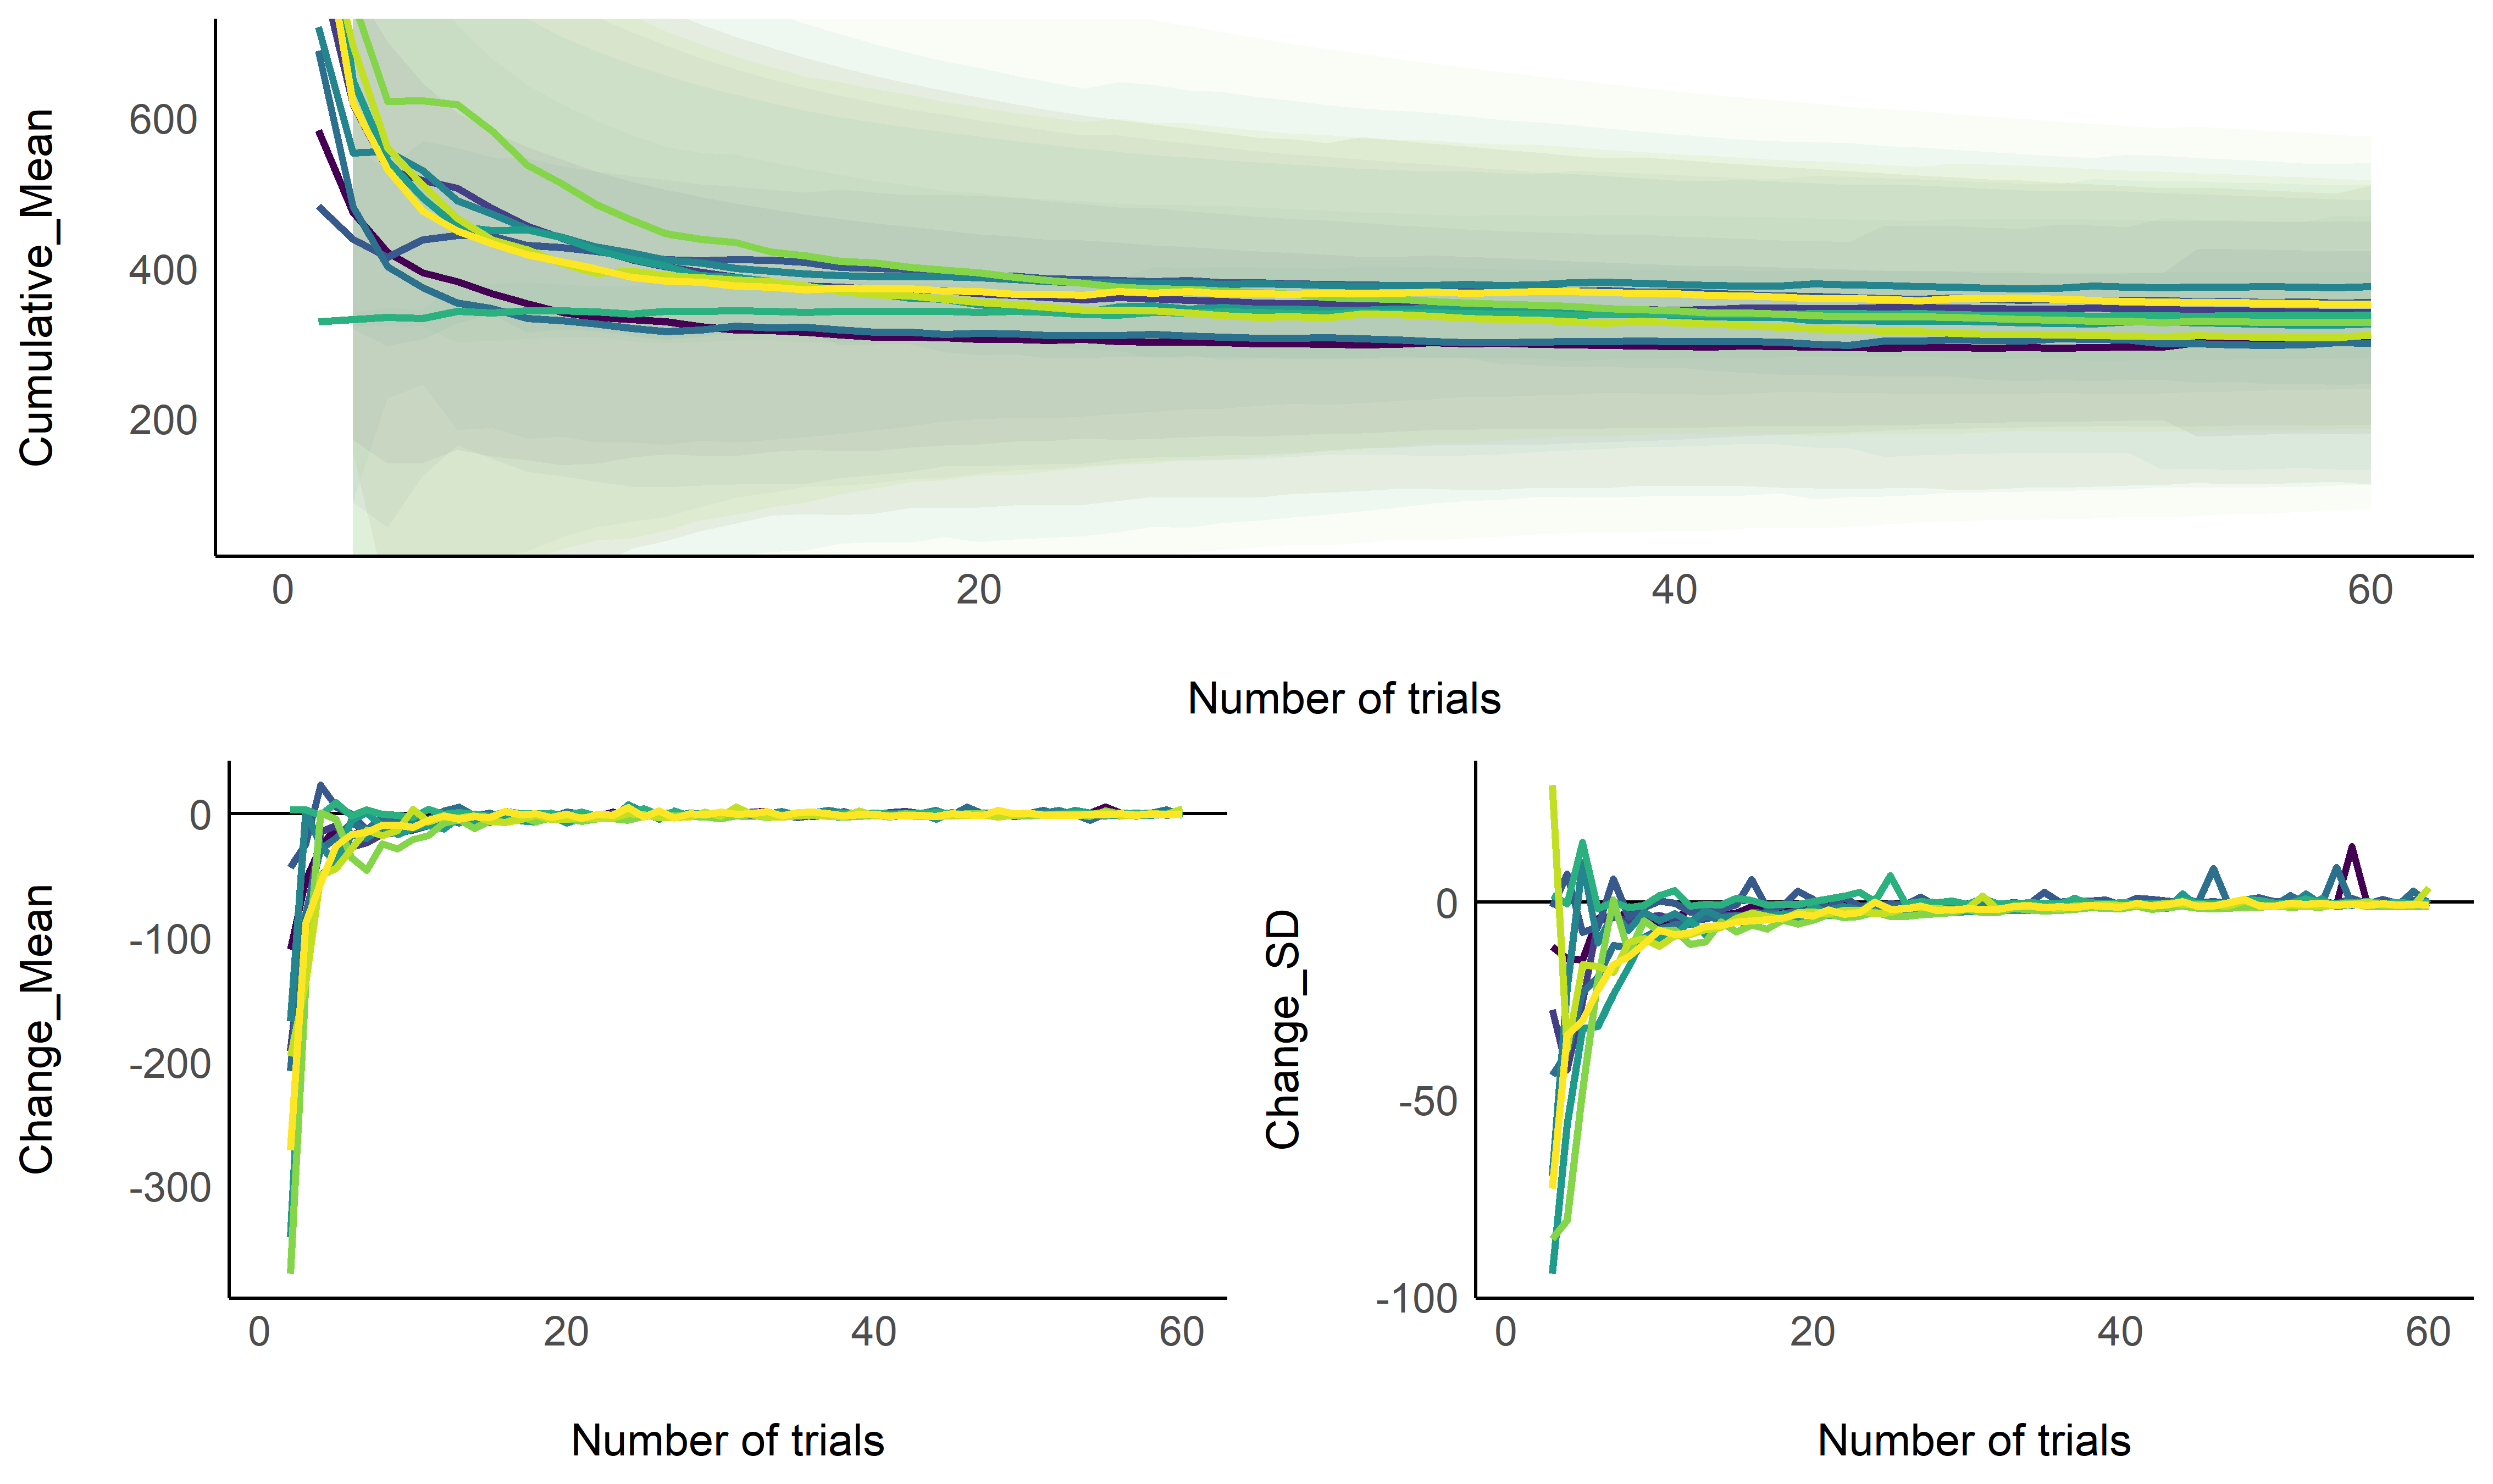 Cumulative_Mean
600
400
200
0 20 40 60
Number of trials
Change_Mean
0
-100
-200
-300
0 20 40 60
Number of trials
Change_SD
0
-50
-100
0 20 40 60
Number of trials